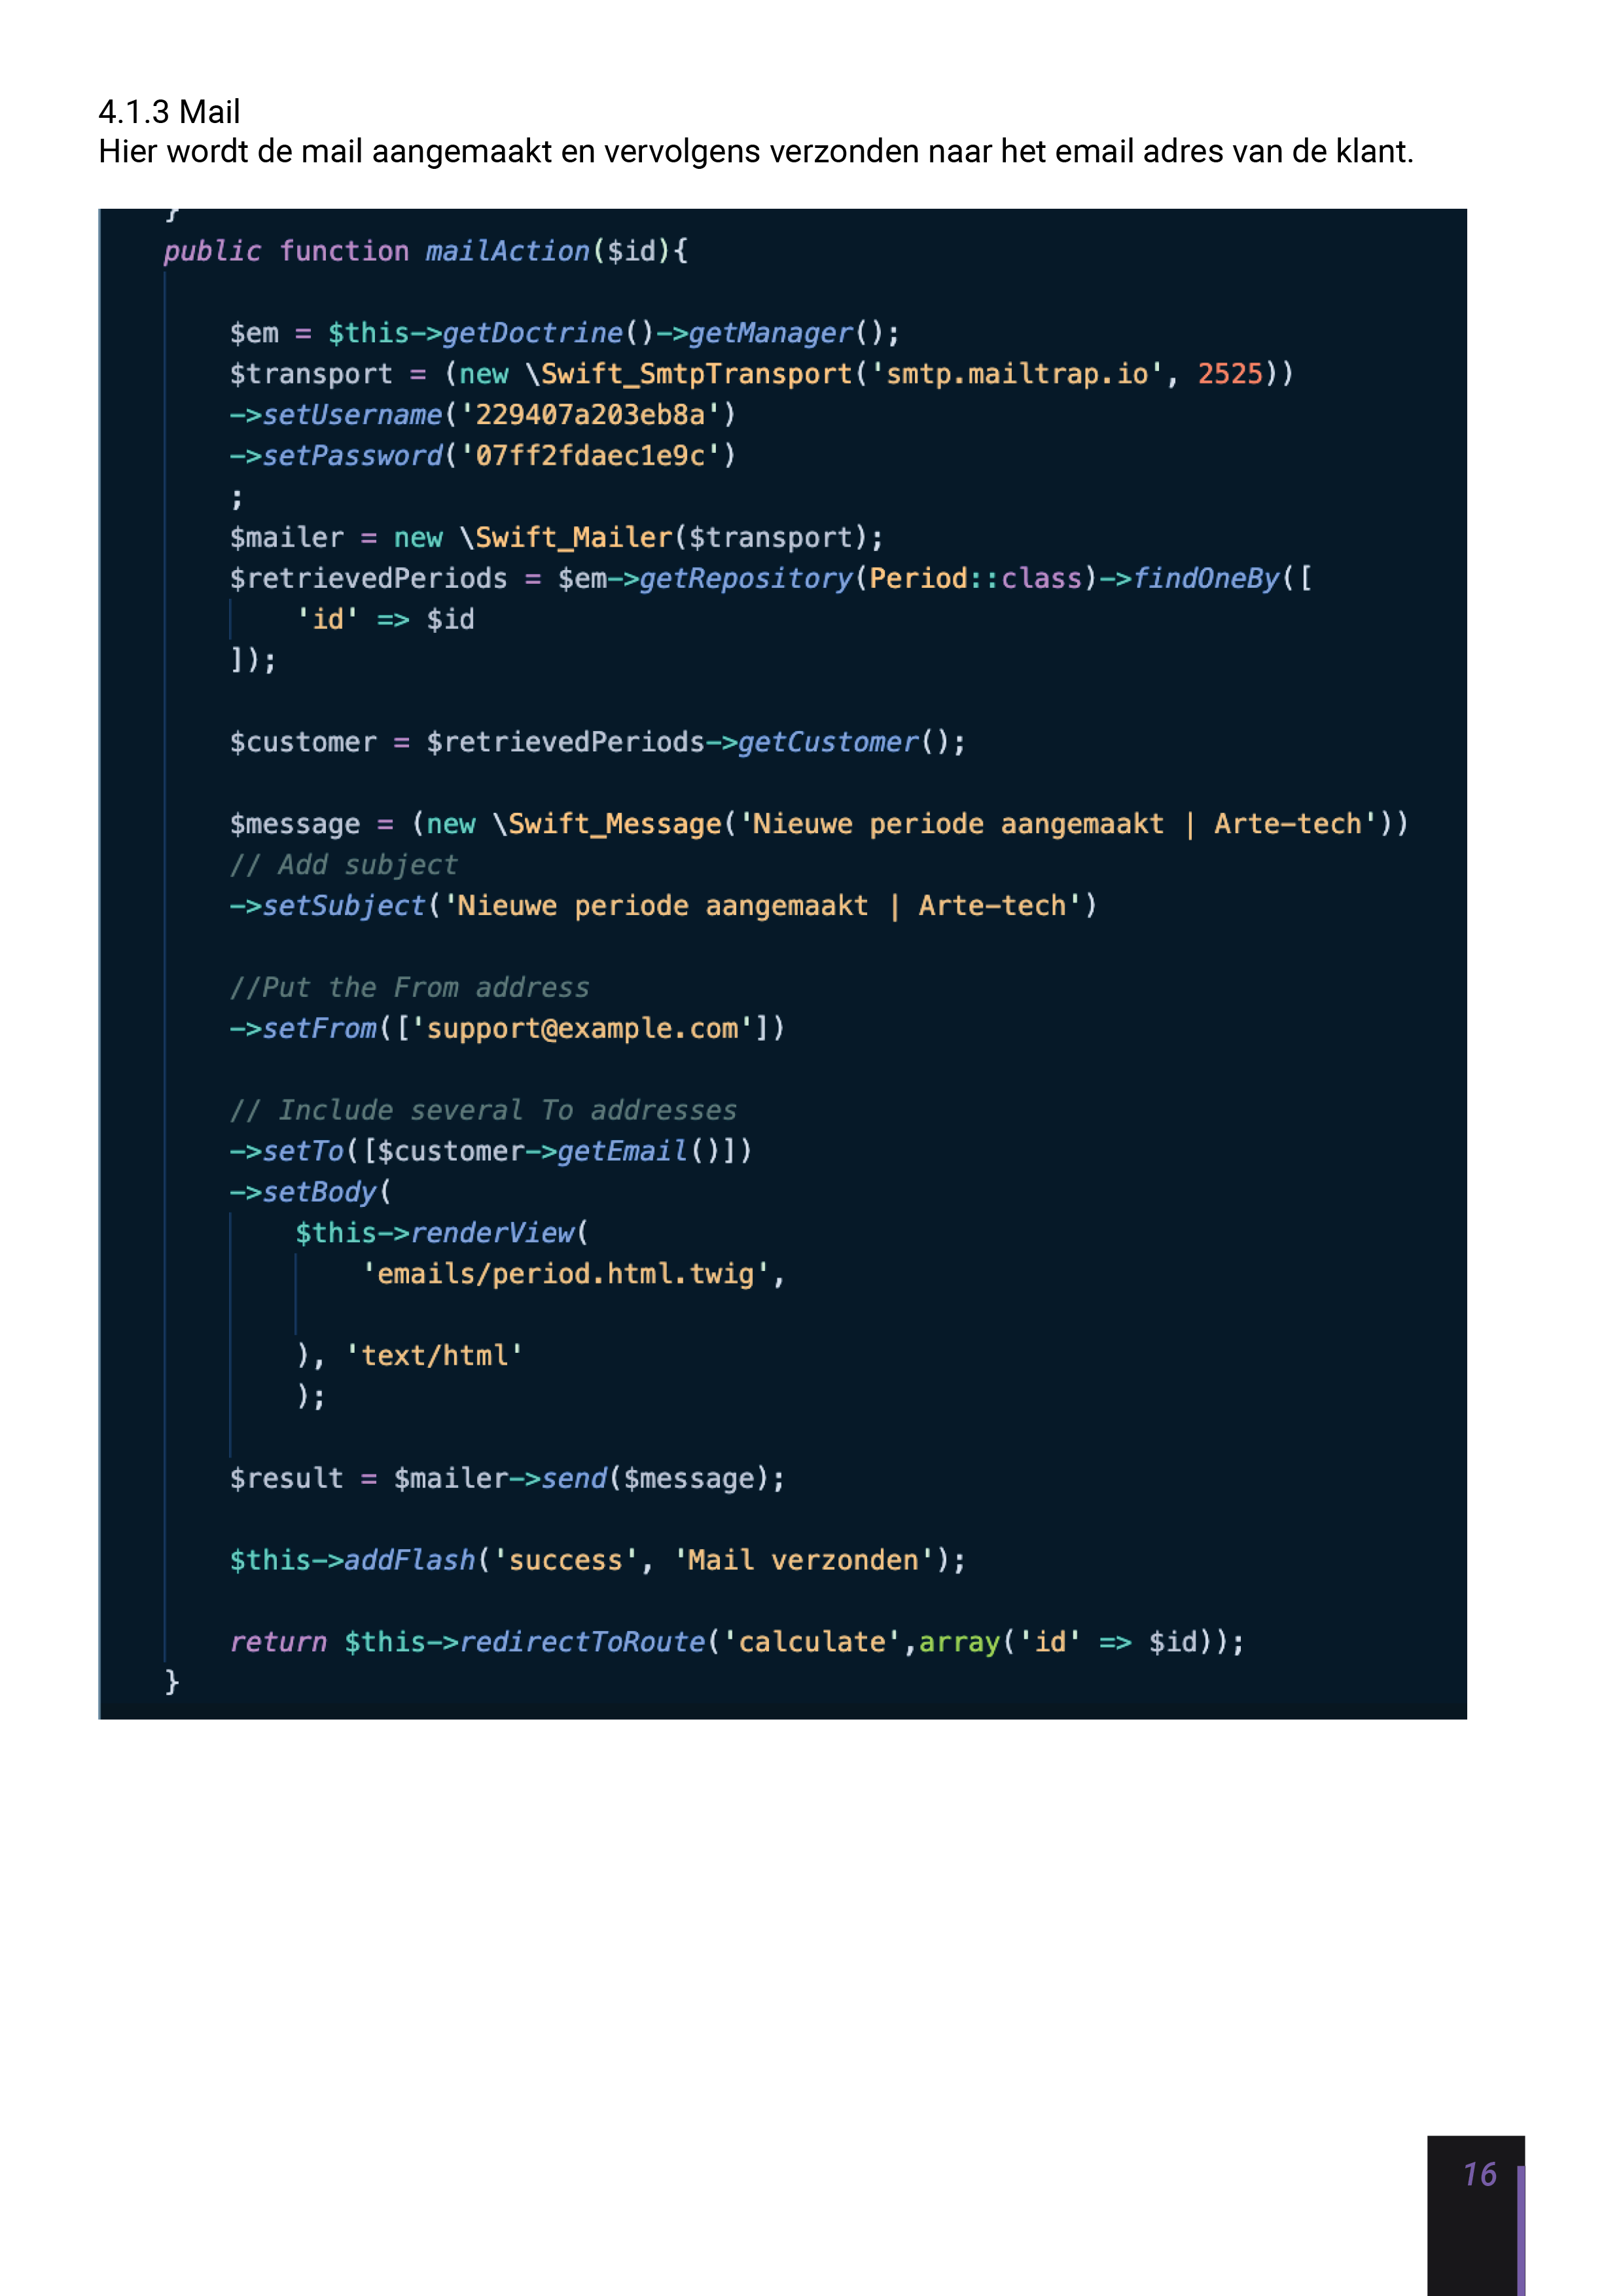 4.1.3 Mail
Hier wordt de mail aangemaakt en vervolgens verzonden naar het email adres van de klant.
}
public function mailAction($id){
$em = $this->getDoctrine()->getManager();
$transport = (new \Swift_SmtpTransport('smtp.mailtrap.io', 2525))
->setUsername('229407a203eb8a')
->setPassword('07ff2fdaec1e9c')
;
$mailer = new \Swift_Mailer($transport);
$retrievedPeriods = $em->getRepository(Period::class)->findOneBy([
'id' => $id
]);
$customer = $retrievedPeriods->getCustomer();
$message = (new \Swift_Message('Nieuwe periode aangemaakt | Arte-tech'))
// Add subject
->setSubject('Nieuwe periode aangemaakt | Arte-tech')
//Put the From address
->setFrom(['support@example.com'])
// Include several To addresses
->setTo([$customer->getEmail()])
->setBody(
$this->renderView(
'emails/period.html.twig',
), 'text/html'
);
$result = $mailer->send($message);
$this->addFlash('success', 'Mail verzonden');
return $this->redirectToRoute('calculate',array('id' => $id));
}
16